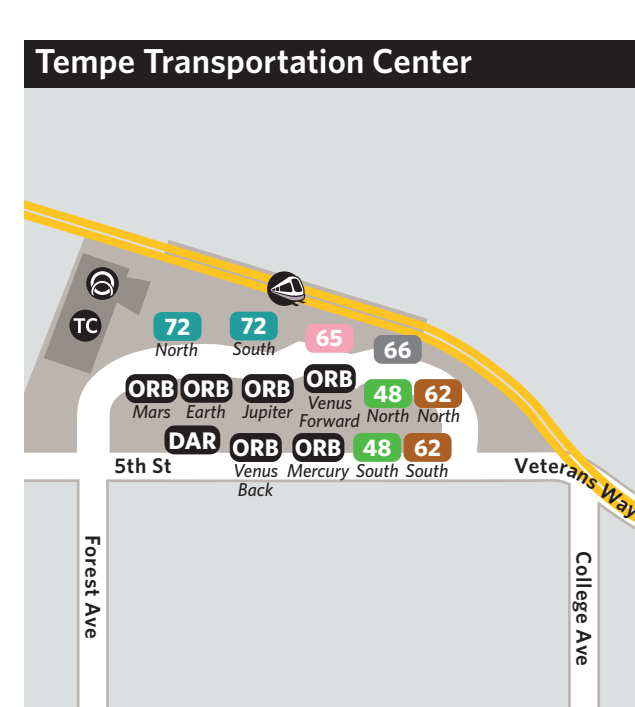 Tempe Transportation Center
TC
72
North
72
South
65
66
ORB
Mars
ORB
Earth
ORB
Jupiter
ORB
Venus
Forward
48
North
62
North
DAR
ORB
Venus
Back
ORB
Mercury
48
South
62
South
5th St
Veterans Way
Forest Ave
College Ave